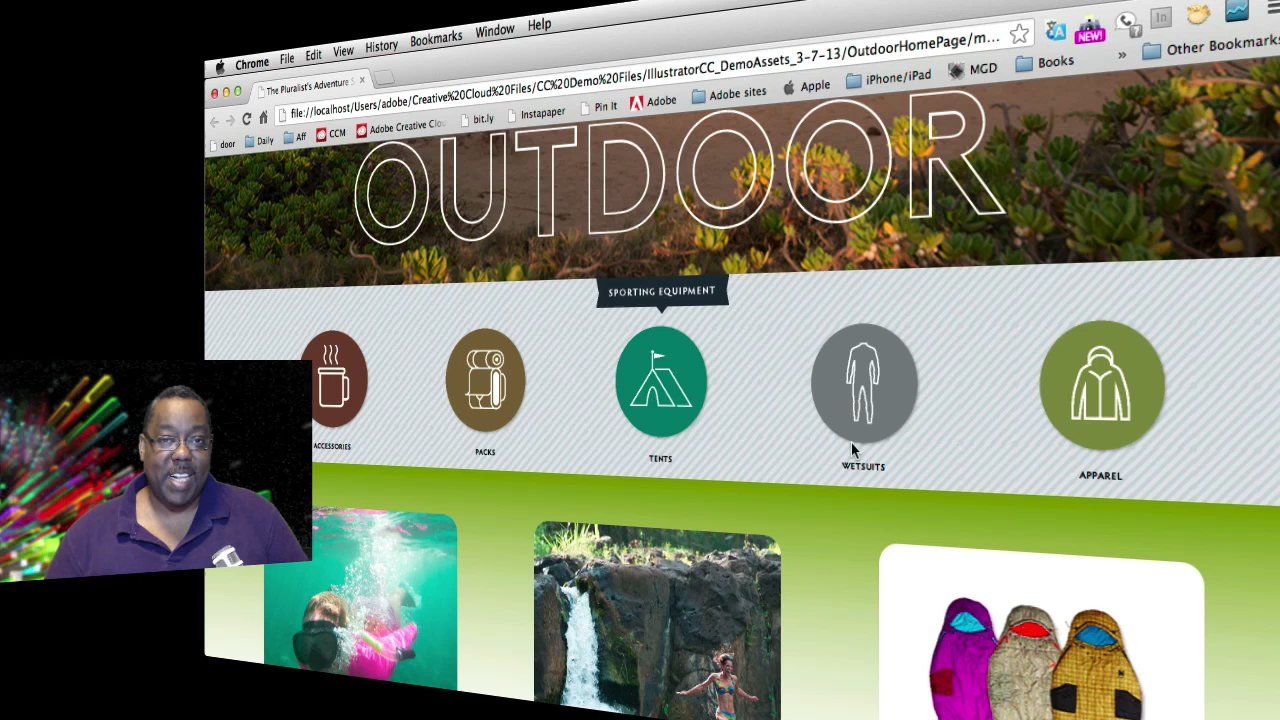 Chrome File Edit View History Bookmarks Window Help
The Pluralist's Adventure S
file://localhost/Users/adobe/Creative%20Cloud%20Files/CC%20Demo%20Files/IllustratorCC_DemoAssets_3-7-13/OutdoorHomePage/m...
NEW!
In
?
door Daily Aff CCM Adobe Creative Clou bit.ly Instapaper Pin It Adobe Adobe sites Apple iPhone/iPad MGD Books » Other Bookmarks
OUTDOOR
SPORTING EQUIPMENT
ACCESSORIES
PACKS
TENTS
WETSUITS
APPAREL